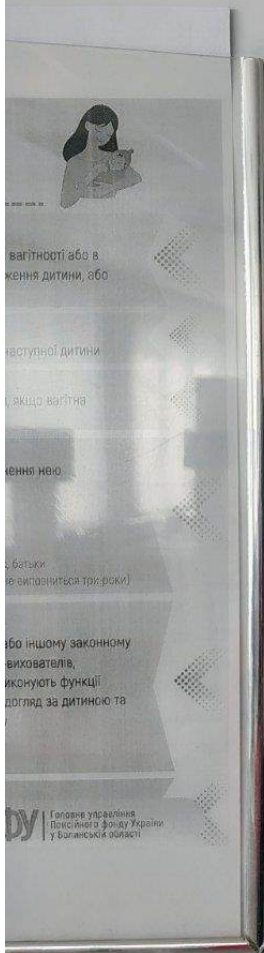 вагітності або в
ження дитини, або
наступної дитини
якщо вагітна
нення нею
батьки
не виповниться три роки)
або іншому законному
вихователів,
иконують функції
догляд за дитиною та
ФУ
Головне управління
Пенсійного фонду України
у Волинській області